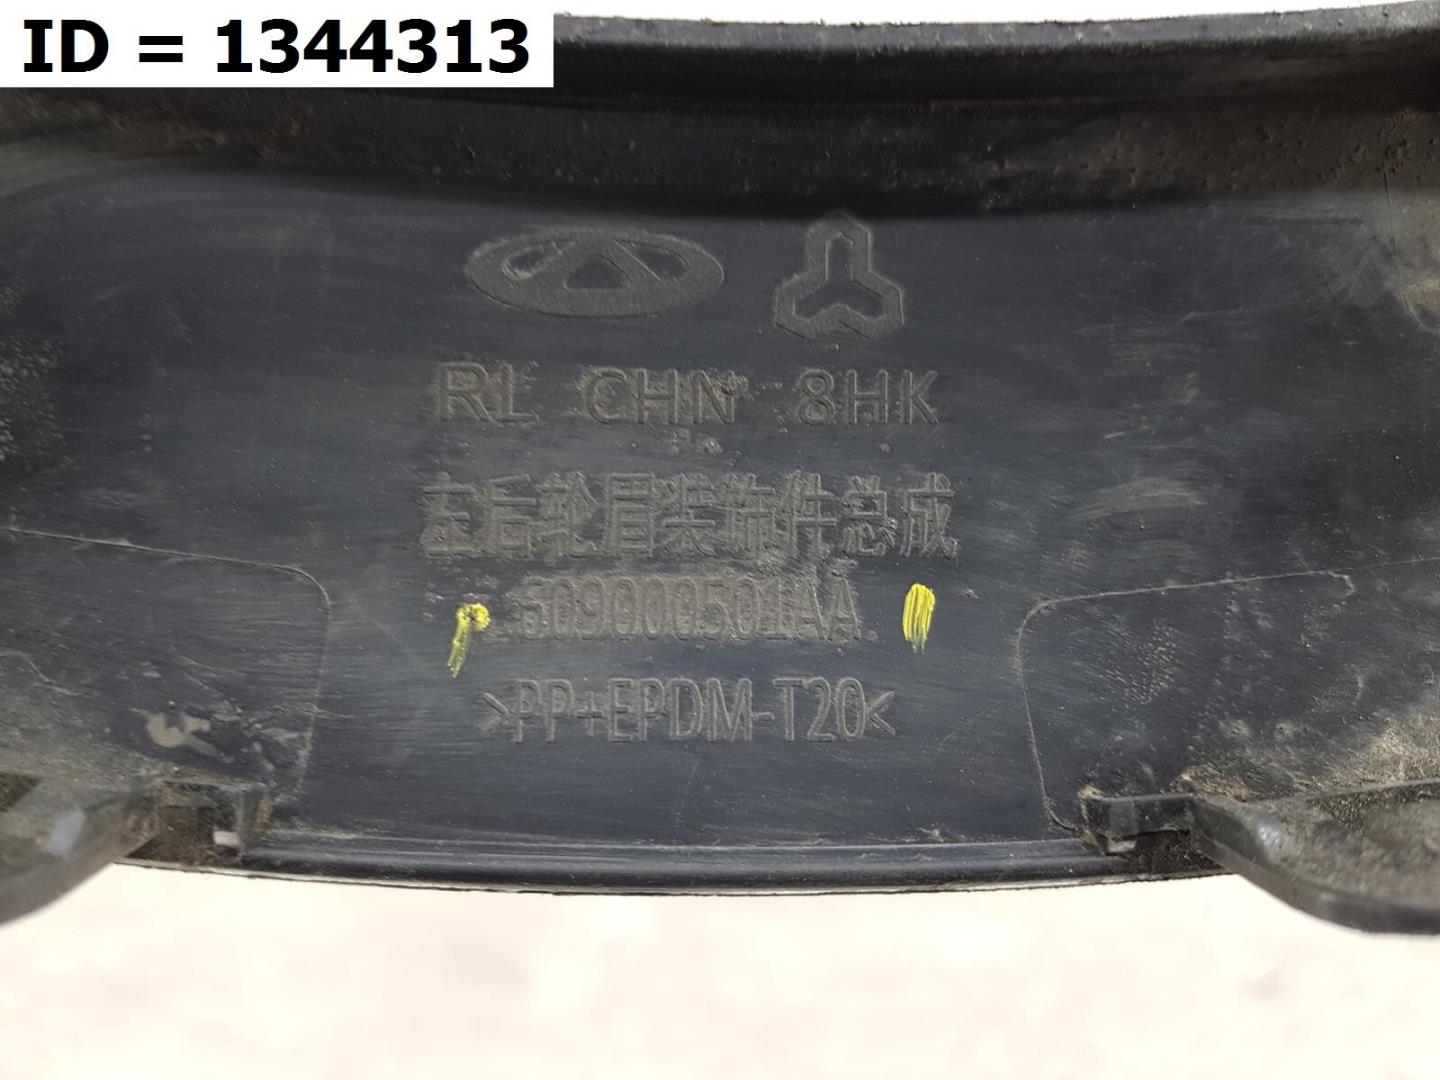 ID = 1344313
RL CHN 8HK
左后轮眉装饰件总成
609000501AA
>PP+EPDM-T20<